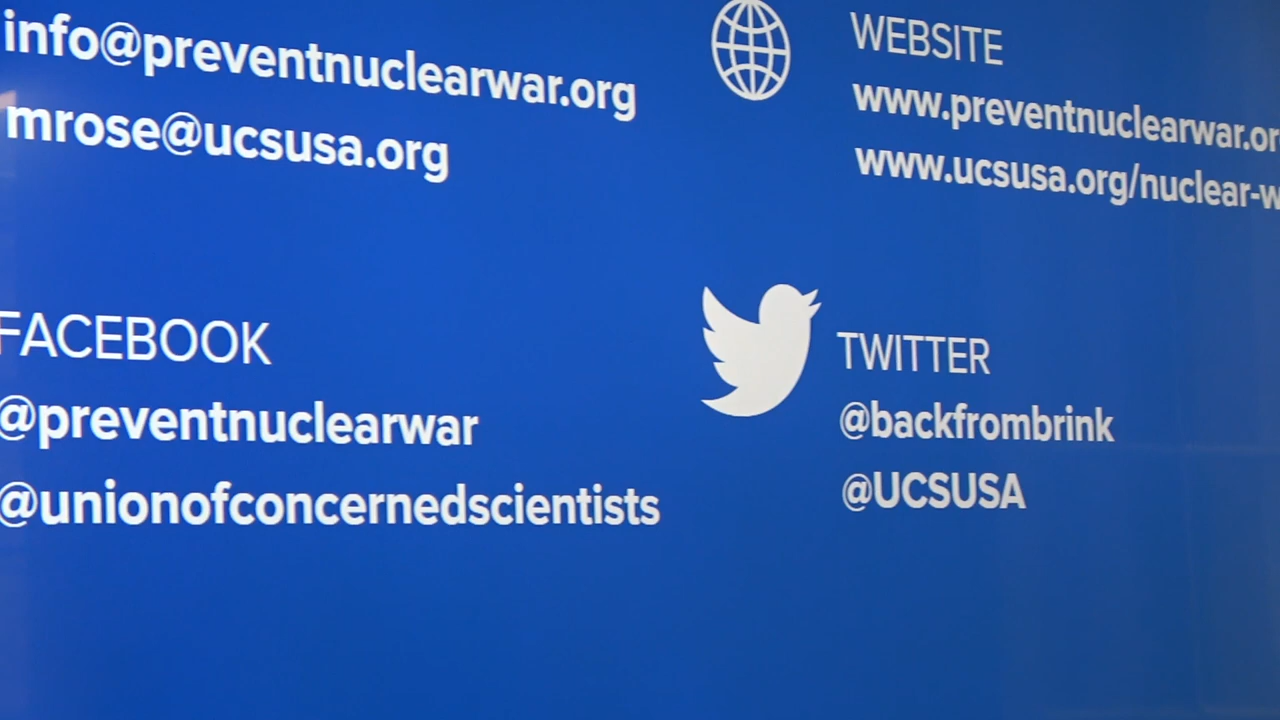 info@preventnuclearwar.org
mrose@ucsusa.org
WEBSITE
www.preventnuclearwar.or
www.ucsusa.org/nuclear-w
FACEBOOK
@preventnuclearwar
@unionofconcernedscientists
TWITTER
@backfrombrink
@UCSUSA